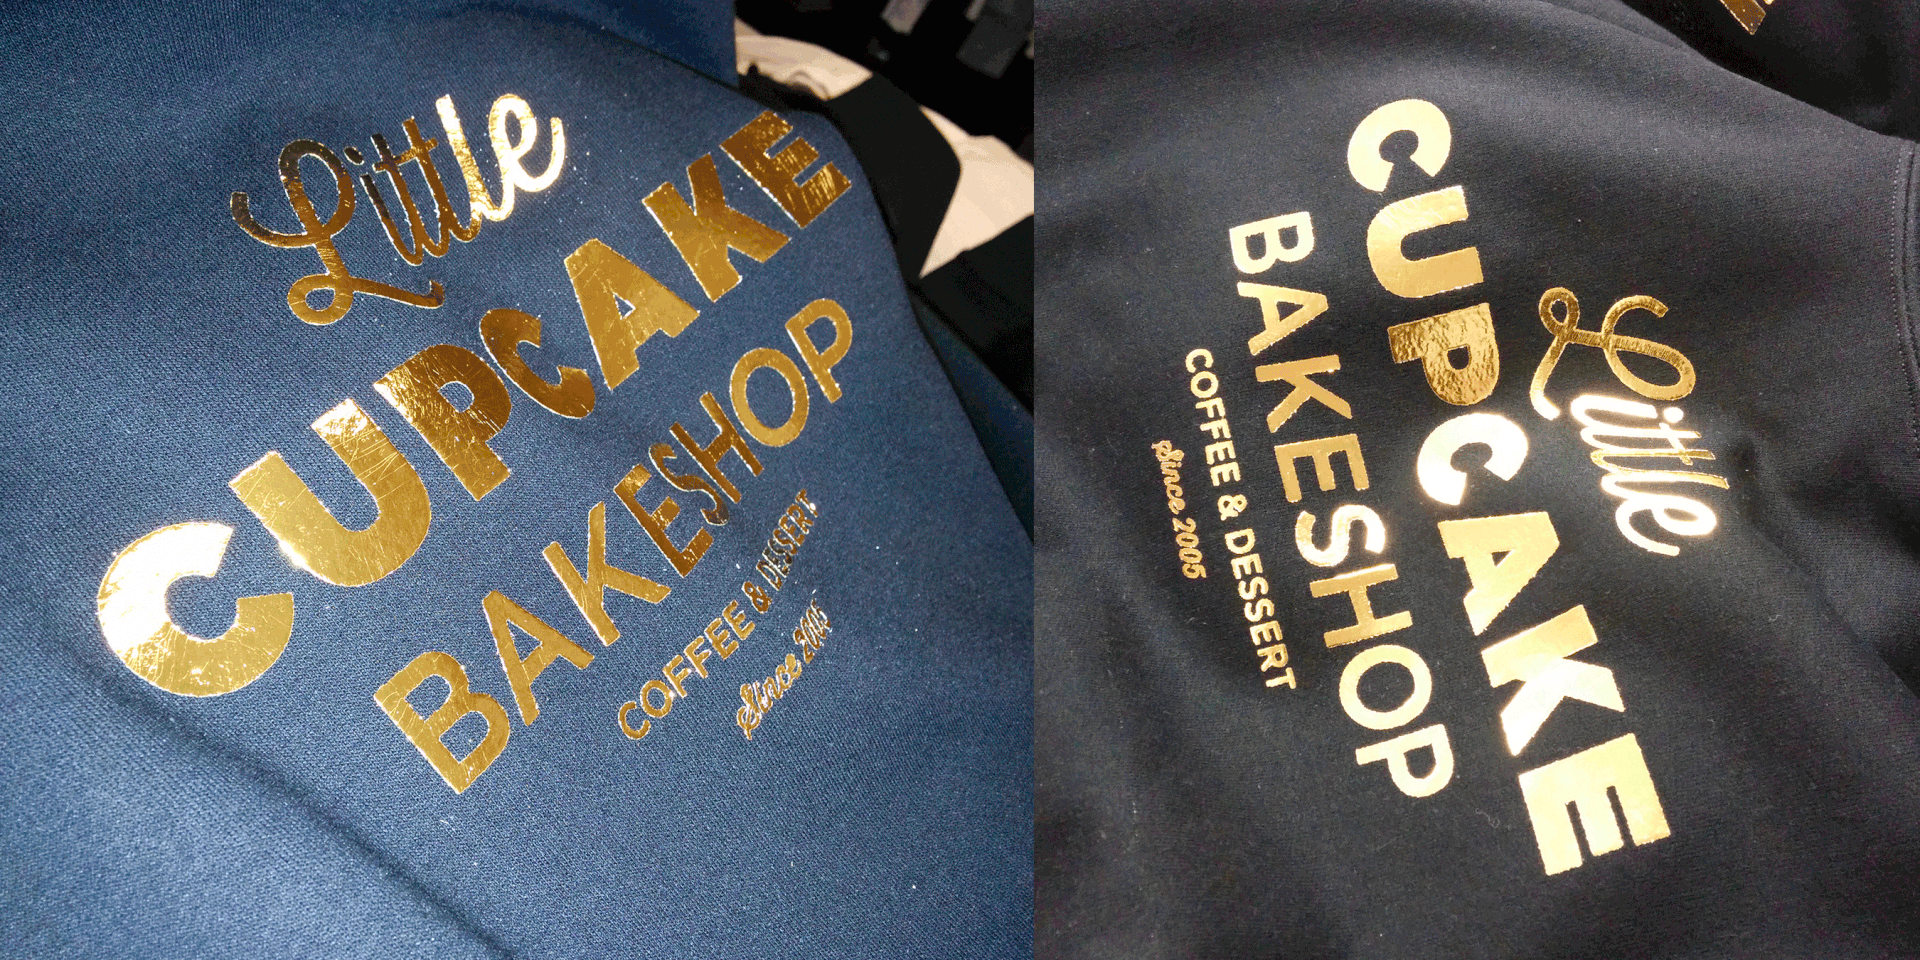 Little
CUPCAKE
BAKESHOP
COFFEE & DESSERT
Since 2005
Little
CUPCAKE
BAKESHOP
COFFEE & DESSERT
Since 2005